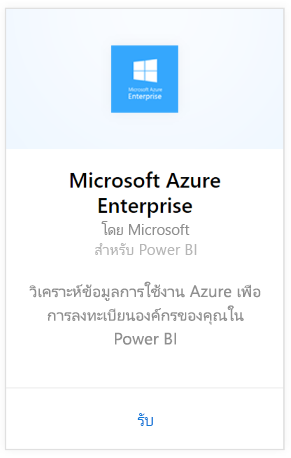 Microsoft Azure
Enterprise
Microsoft Azure
Enterprise
โดย Microsoft
สำหรับ Power BI
วิเคราะห์ข้อมูลการใช้งาน Azure เพื่อ
การลงทะเบียนองค์กรของคุณใน
Power BI
รับ